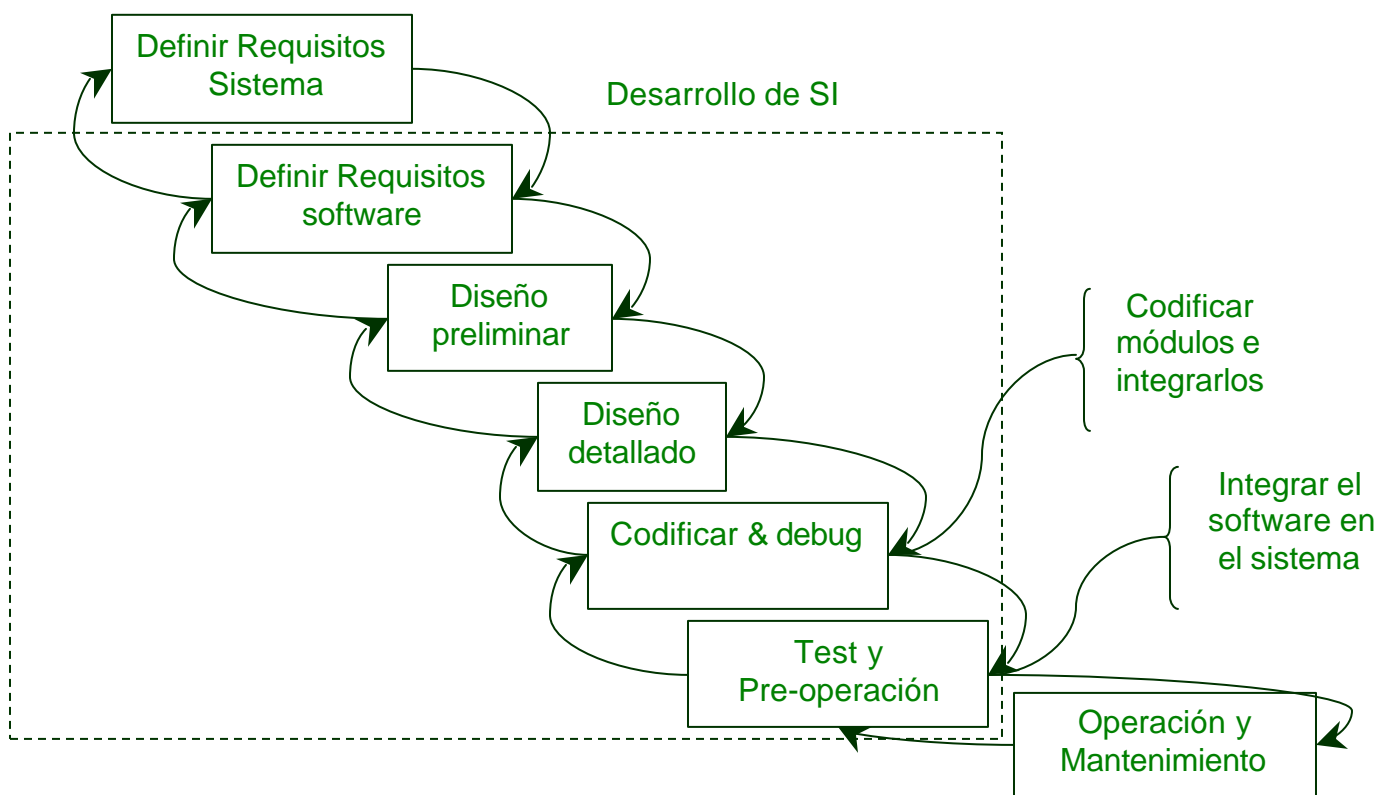 Definir Requisitos
Sistema
Desarrollo de SI
Definir Requisitos
software
Diseño
preliminar
Codificar
módulos e
integrarlos
Diseño
detallado
Integrar el
software en
el sistema
Codificar & debug
Test y
Pre-operación
Operación y
Mantenimiento